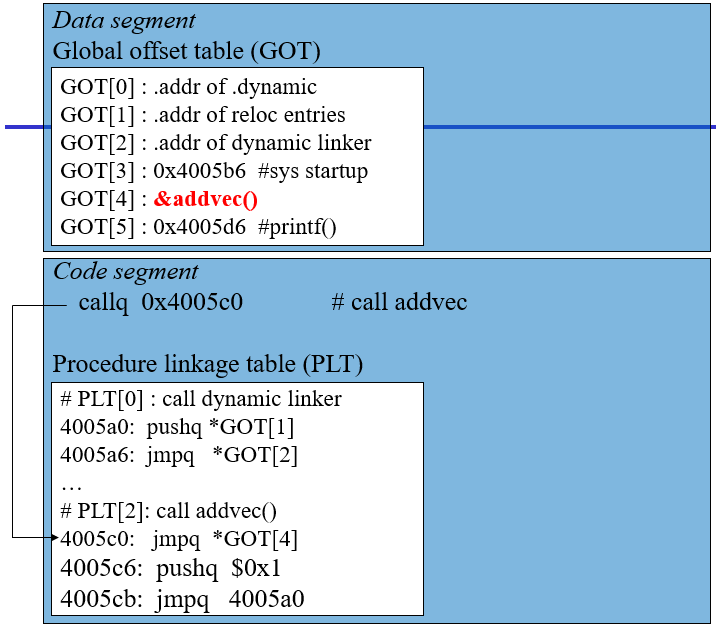 Data segment
Global offset table (GOT)
GOT[0] : .addr of .dynamic
GOT[1] : .addr of reloc entries
GOT[2] : .addr of dynamic linker
GOT[3] : 0x4005b6 #sys startup
GOT[4] : &addvec()
GOT[5] : 0x4005d6 #printf()
Code segment
callq 0x4005c0 # call addvec
Procedure linkage table (PLT)
# PLT[0] : call dynamic linker
4005a0: pushq *GOT[1]
4005a6: jmpq *GOT[2]
…
# PLT[2]: call addvec()
4005c0: jmpq *GOT[4]
4005c6: pushq $0x1
4005cb: jmpq 4005a0